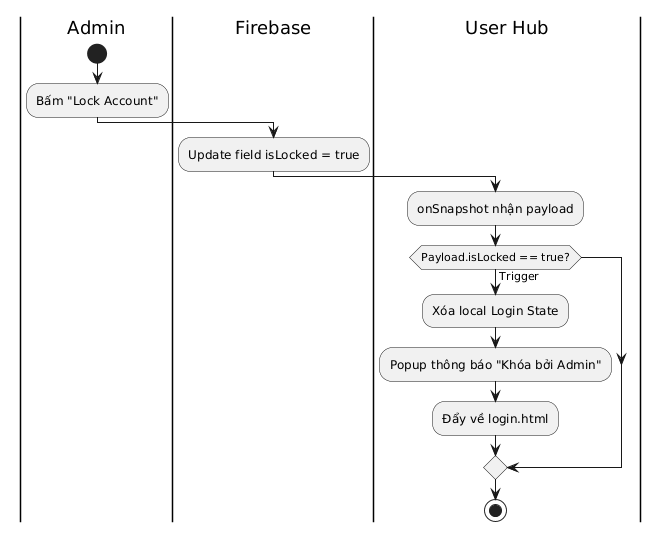 Admin
Firebase
User Hub
Bấm "Lock Account"
Update field isLocked = true
onSnapshot nhận payload
Payload.isLocked == true?
Trigger
Xóa local Login State
Popup thông báo "Khóa bởi Admin"
Đẩy về login.html